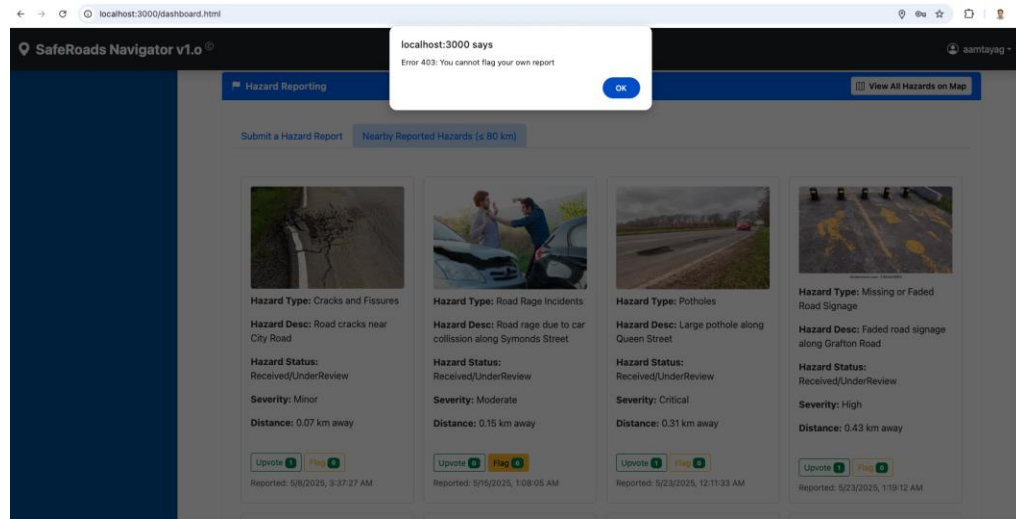 localhost:3000/dashboard.html
SafeRoads Navigator v1.o ©
aamtayag
localhost:3000 says
Error 403: You cannot flag your own report
OK
Hazard Reporting
View All Hazards on Map
Submit a Hazard Report
Nearby Reported Hazards (≤ 80 km)
Hazard Type: Cracks and Fissures
Hazard Desc: Road cracks near
City Road
Hazard Status:
Received/UnderReview
Severity: Minor
Distance: 0.07 km away
Upvote 1 Flag 0
Reported: 5/8/2025, 3:37:27 AM
Hazard Type: Road Rage Incidents
Hazard Desc: Road rage due to car
collission along Symonds Street
Hazard Status:
Received/UnderReview
Severity: Moderate
Distance: 0.15 km away
Upvote 0 Flag 0
Reported: 5/15/2025, 1:08:05 AM
Hazard Type: Potholes
Hazard Desc: Large pothole along
Queen Street
Hazard Status:
Received/UnderReview
Severity: Critical
Distance: 0.31 km away
Upvote 1 Flag 0
Reported: 5/23/2025, 12:11:33 AM
Hazard Type: Missing or Faded
Road Signage
Hazard Desc: Faded road signage
along Grafton Road
Hazard Status:
Received/UnderReview
Severity: High
Distance: 0.43 km away
Upvote 1 Flag 0
Reported: 5/23/2025, 1:19:12 AM